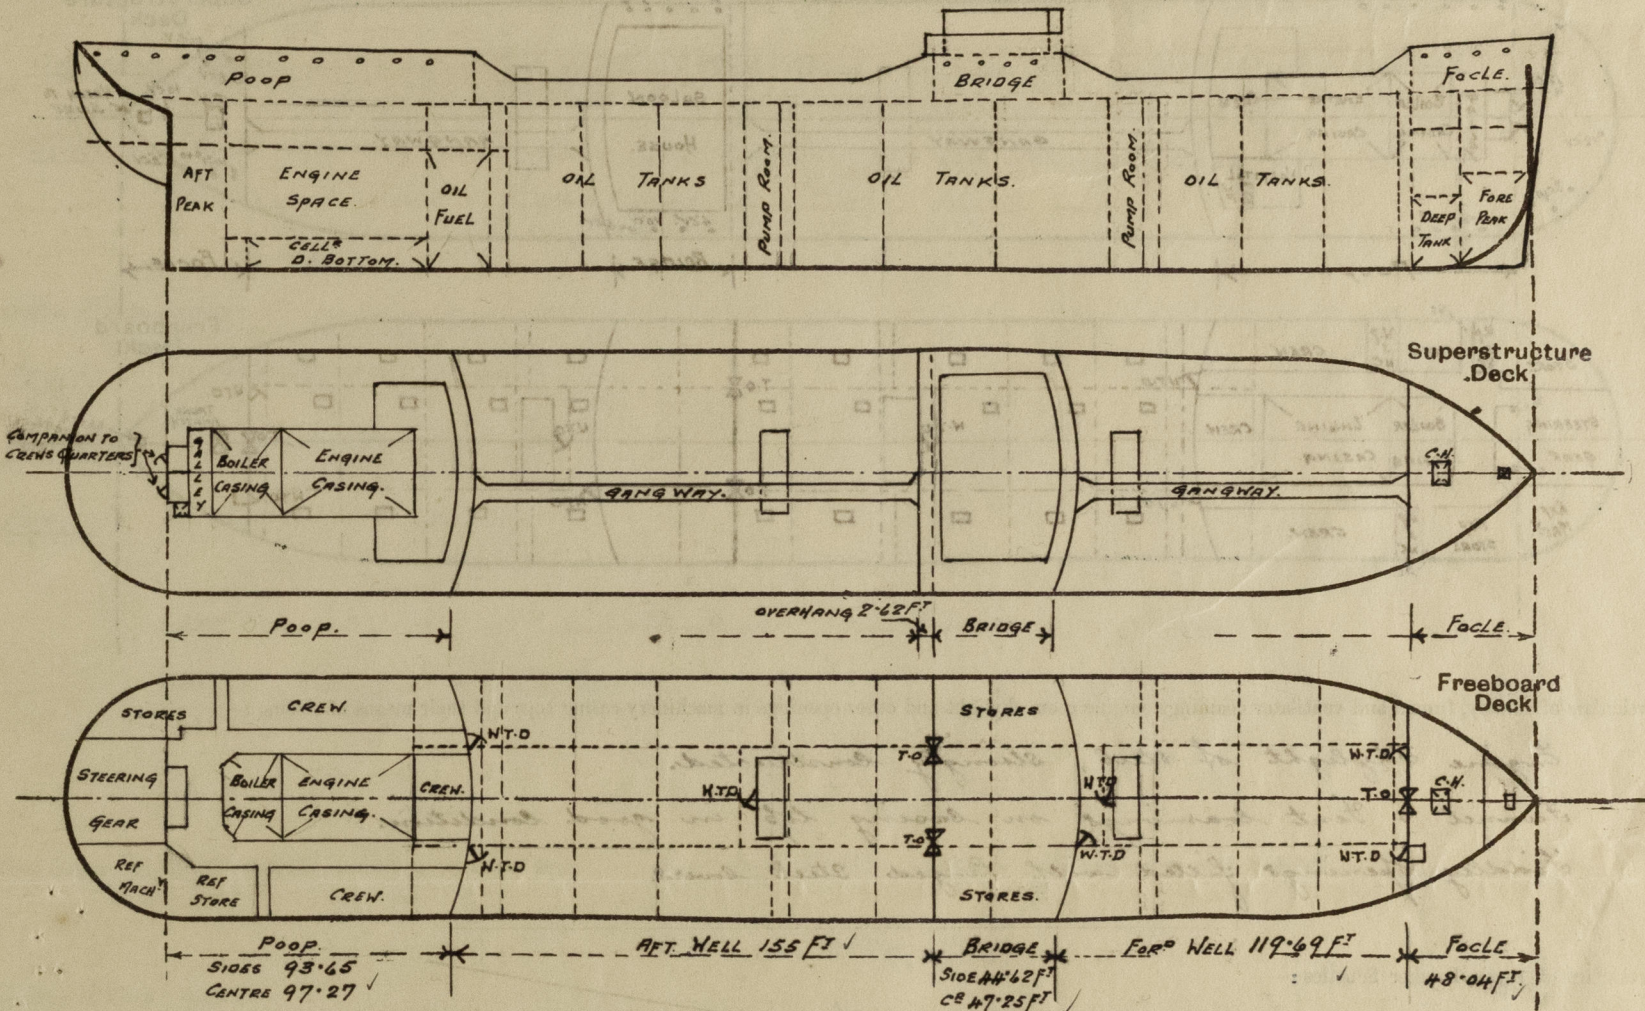 POOP
BRIDGE
FOCLE.
AFT
PEAK
ENGINE
SPACE.
OIL
FUEL
CELLR
D. BOTTOM.
OIL TANKS
PUMP ROOM.
OIL TANKS.
PUMP ROOM.
OIL TANKS.
DEEP
TANK
FORE
PEAK
Superstructure
Deck
COMPANION TO
CREWS QUARTERS
GALLEY
BOILER
CASING
ENGINE
CASING.
GANGWAY.
GANGWAY.
C.H.
OVERHANG 2.62FT
POOP.
BRIDGE
FOCLE.
Freeboard
Deck
STORES
CREW.
W.T.D
STEERING
GEAR
BOILER
CASING
ENGINE
CASING.
CREW.
W.T.D
W.T.D
REF
MACHY
REF
STORE
CREW.
STORES
T.O
T.O
STORES.
W.T.D
W.T.D
W.T.D
T.O
C.H.
W.T.D
POOP.
SIDES 93.65
CENTRE 97.27 ✓
AFT. WELL 155 FT ✓
BRIDGE
SIDE 44.62FT
CE 47.25FT ✓
FORD WELL 119.69FT
✓
FOCLE
48.04FT ✓